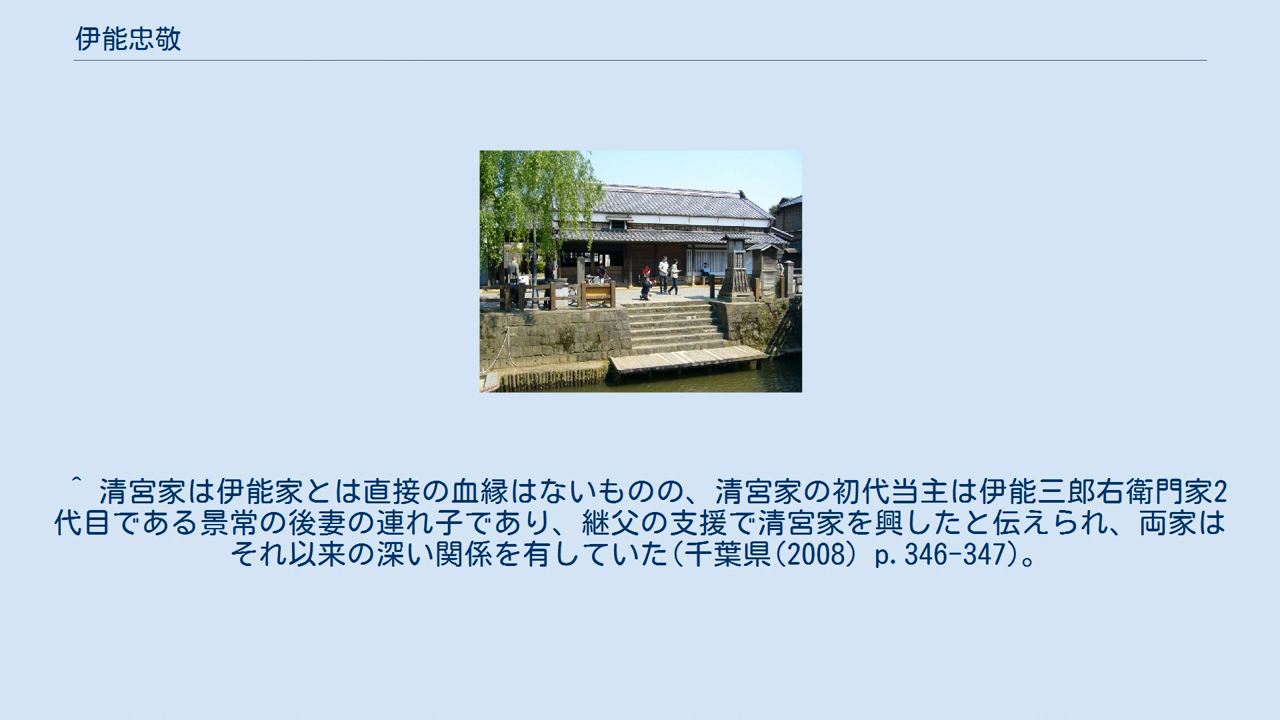 伊能忠敬
^ 清宮家は伊能家とは直接の血縁はないものの、清宮家の初代当主は伊能三郎右衛門家2
代目である景常の後妻の連れ子であり、継父の支援で清宮家を興したと伝えられ、両家は
それ以来の深い関係を有していた(千葉県(2008) p.346-347)。